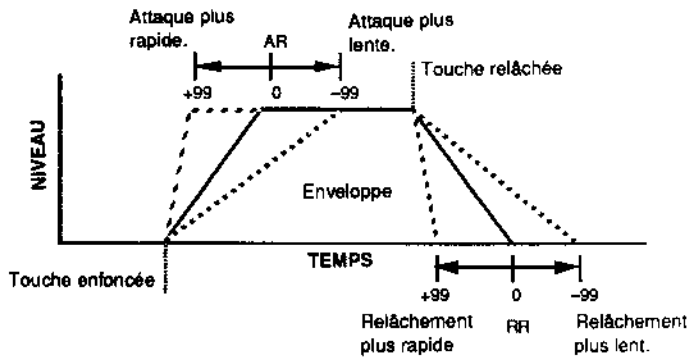 Attaque plus
rapide.
AR
Attaque plus
lente.
+99
0
–99
Touche relâchée
NIVEAU
Enveloppe
Touche enfoncée
TEMPS
+99
0
–99
Relâchement
plus rapide
RR
Relâchement
plus lent.